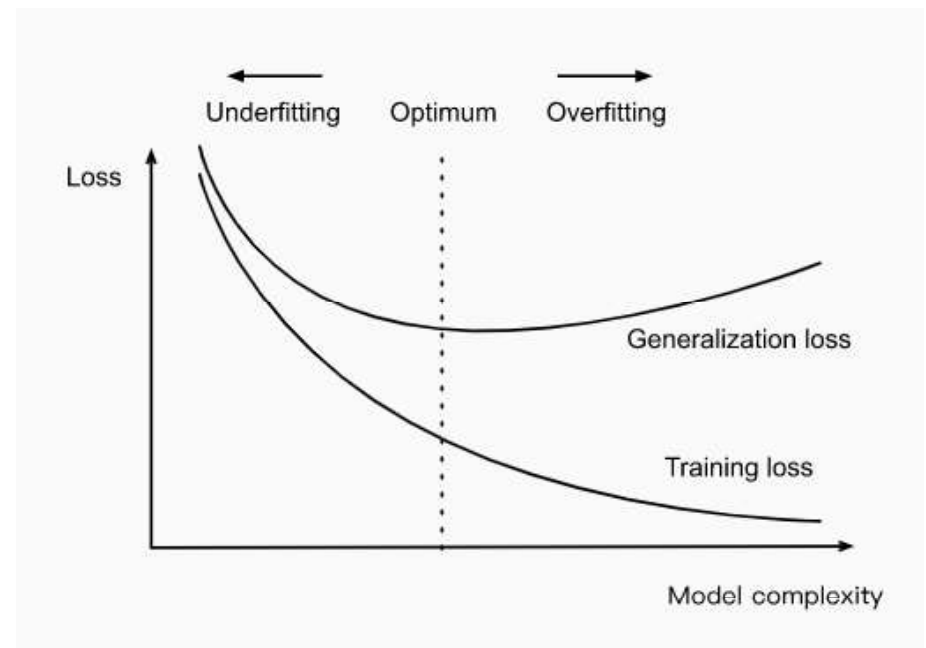 Underfitting Optimum Overfitting
Loss
Generalization loss
Training loss
Model complexity